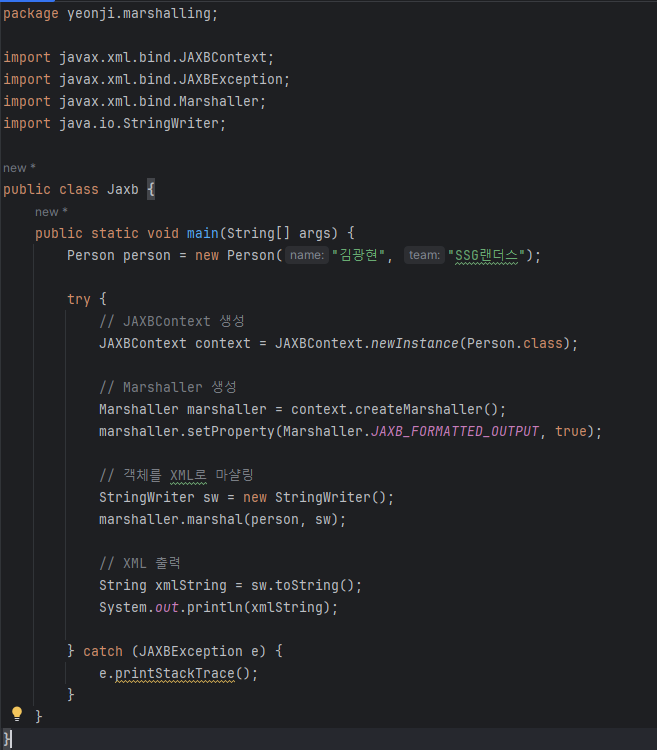 package yeonji.marshalling;
import javax.xml.bind.JAXBContext;
import javax.xml.bind.JAXBException;
import javax.xml.bind.Marshaller;
import java.io.StringWriter;
new *
public class Jaxb {
new *
public static void main(String[] args) {
Person person = new Person( name: "김광현", team: "SSG랜더스");
try {
// JAXBContext 생성
JAXBContext context = JAXBContext.newInstance(Person.class);
// Marshaller 생성
Marshaller marshaller = context.createMarshaller();
marshaller.setProperty(Marshaller.JAXB_FORMATTED_OUTPUT, true);
// 객체를 XML로 마샬링
StringWriter sw = new StringWriter();
marshaller.marshal(person, sw);
// XML 출력
String xmlString = sw.toString();
System.out.println(xmlString);
} catch (JAXBException e) {
e.printStackTrace();
}
}
}